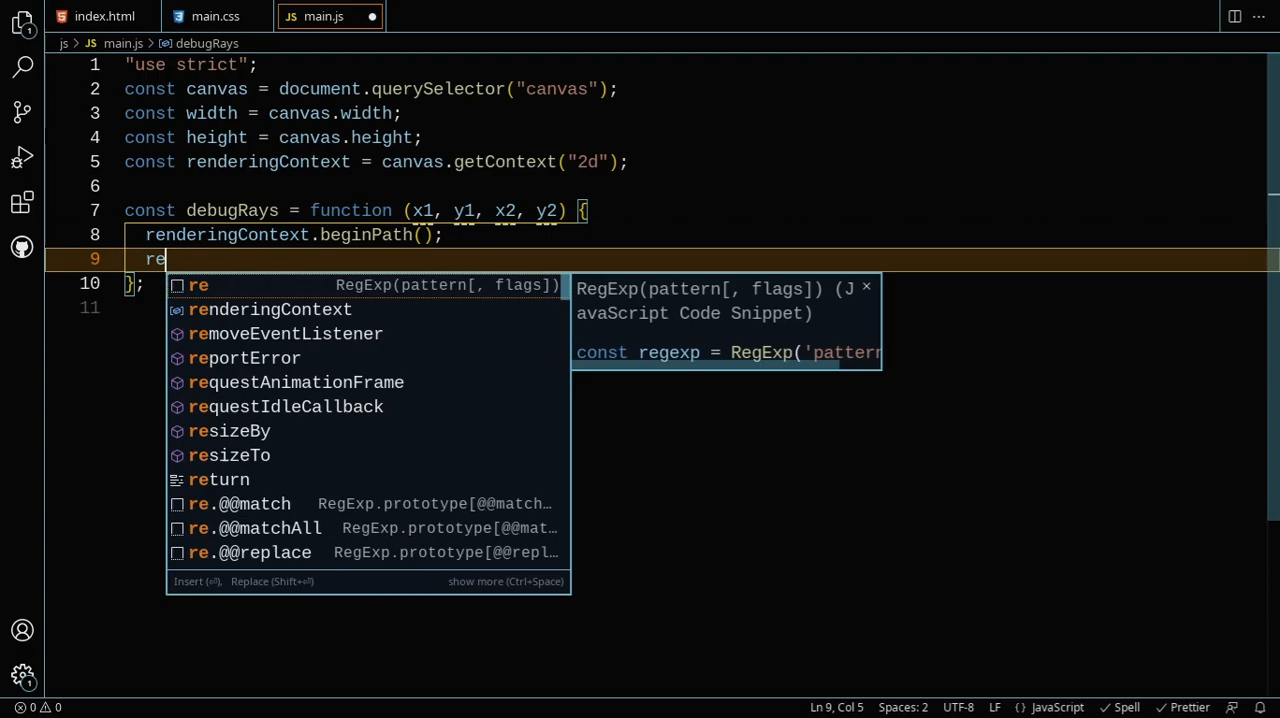 index.html main.css JS main.js
js > JS main.js > debugRays
1 "use strict";
2 const canvas = document.querySelector("canvas");
3 const width = canvas.width;
4 const height = canvas.height;
5 const renderingContext = canvas.getContext("2d");
6
7 const debugRays = function (x1, y1, x2, y2) {
8 renderingContext.beginPath();
9 re
10 };
11
re RegExp(pattern[, flags])
renderingContext
removeEventListener
reportError
requestAnimationFrame
requestIdleCallback
resizeBy
resizeTo
return
re.@@match RegExp.prototype[@@match…
re.@@matchAll RegExp.prototype[@@mat…
re.@@replace RegExp.prototype[@@repl…
Insert (⏎), Replace (Shift+⏎) show more (Ctrl+Space)
RegExp(pattern[, flags]) (J
avaScript Code Snippet)
const regexp = RegExp('pattern
1
1
0 0 Ln 9, Col 5 Spaces: 2 UTF-8 LF {} JavaScript Spell Prettier